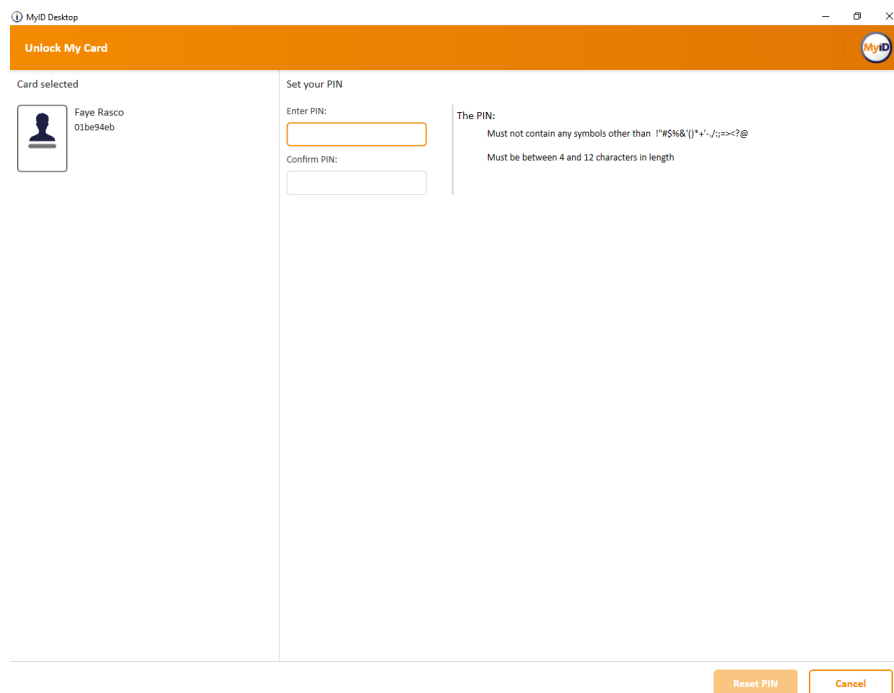 MyID Desktop
Unlock My Card
MyiD
Card selected
Faye Rasco
01be94eb
Set your PIN
Enter PIN:
Confirm PIN:
The PIN:
Must not contain any symbols other than !"#$%&'()*+'-./:;=><?@
Must be between 4 and 12 characters in length
Reset PIN
Cancel